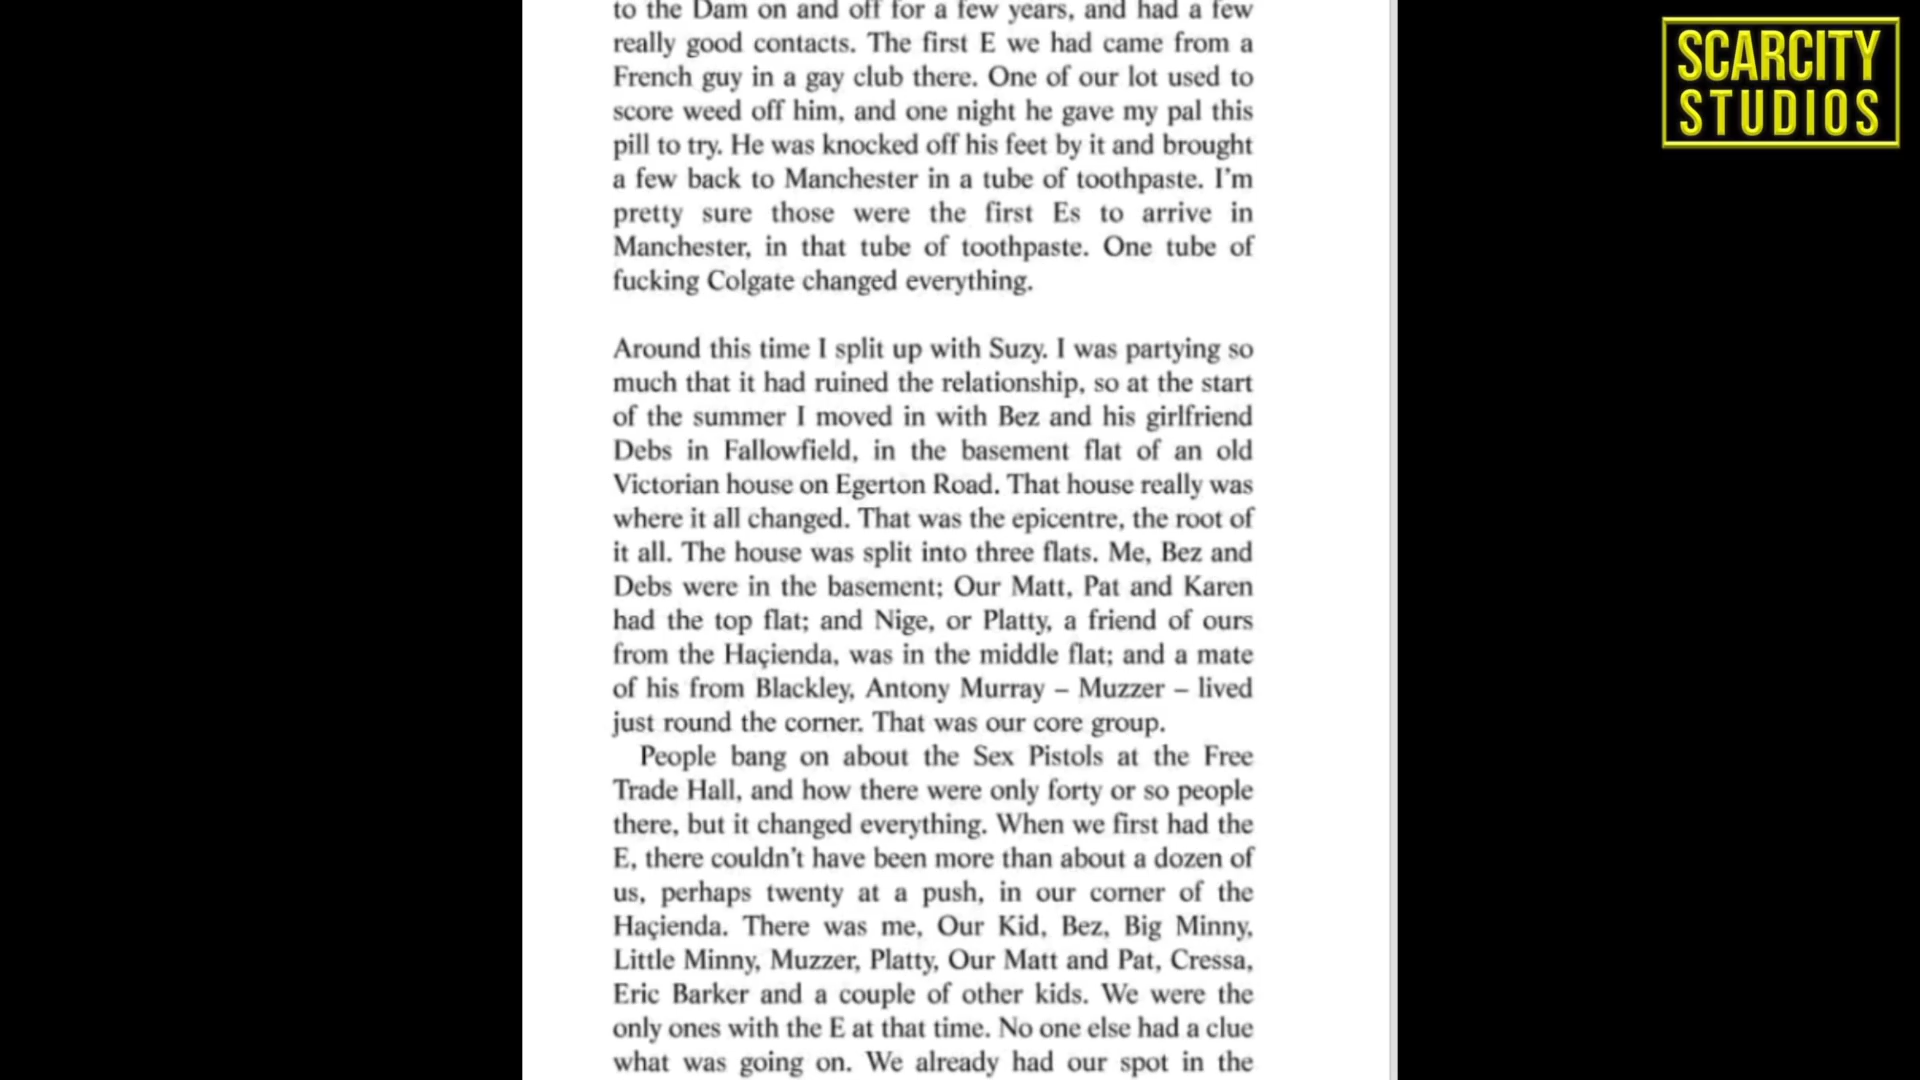 to the Dam on and off for a few years, and had a few
really good contacts. The first E we had came from a
French guy in a gay club there. One of our lot used to
score weed off him, and one night he gave my pal this
pill to try. He was knocked off his feet by it and brought
a few back to Manchester in a tube of toothpaste. I’m
pretty sure those were the first Es to arrive in
Manchester, in that tube of toothpaste. One tube of
fucking Colgate changed everything.
Around this time I split up with Suzy. I was partying so
much that it had ruined the relationship, so at the start
of the summer I moved in with Bez and his girlfriend
Debs in Fallowfield, in the basement flat of an old
Victorian house on Egerton Road. That house really was
where it all changed. That was the epicentre, the root of
it all. The house was split into three flats. Me, Bez and
Debs were in the basement; Our Matt, Pat and Karen
had the top flat; and Nige, or Platty, a friend of ours
from the Haçienda, was in the middle flat; and a mate
of his from Blackley, Antony Murray – Muzzer – lived
just round the corner. That was our core group.
People bang on about the Sex Pistols at the Free
Trade Hall, and how there were only forty or so people
there, but it changed everything. When we first had the
E, there couldn’t have been more than about a dozen of
us, perhaps twenty at a push, in our corner of the
Haçienda. There was me, Our Kid, Bez, Big Minny,
Little Minny, Muzzer, Platty, Our Matt and Pat, Cressa,
Eric Barker and a couple of other kids. We were the
only ones with the E at that time. No one else had a clue
what was going on. We already had our spot in the
SCARCITY
STUDIOS